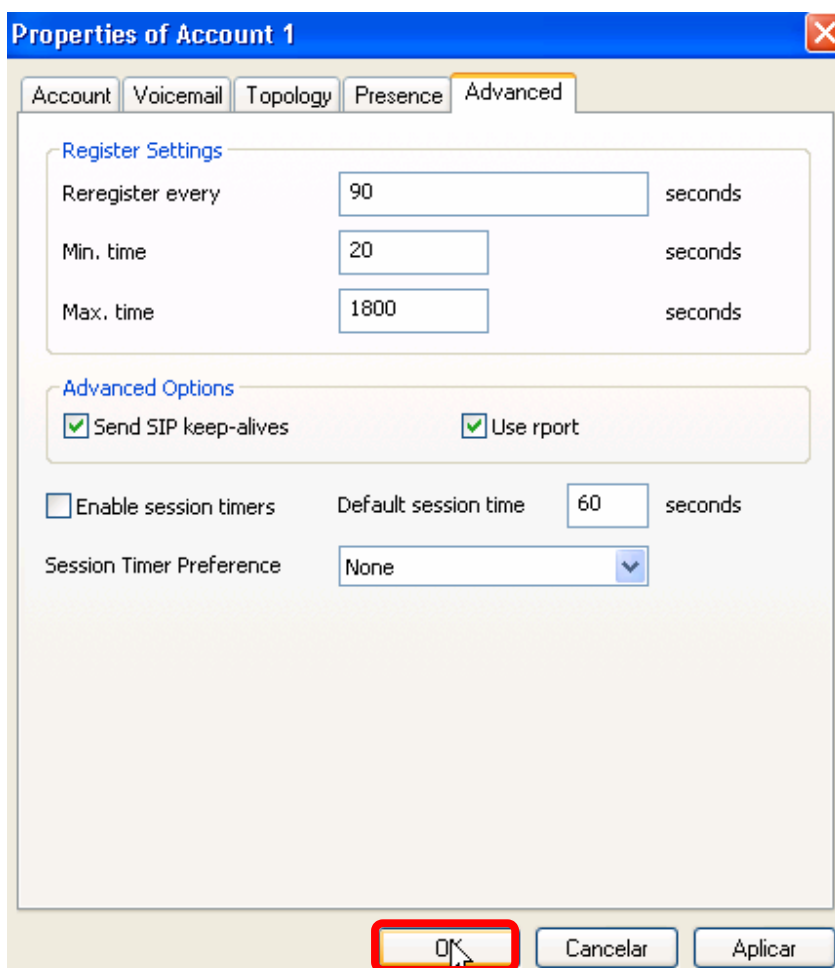 Properties of Account 1
Account Voicemail Topology Presence Advanced
Register Settings
Reregister every 90 seconds
Min. time 20 seconds
Max. time 1800 seconds
Advanced Options
Send SIP keep-alives Use rport
Enable session timers Default session time 60 seconds
Session Timer Preference None
OK Cancelar Aplicar